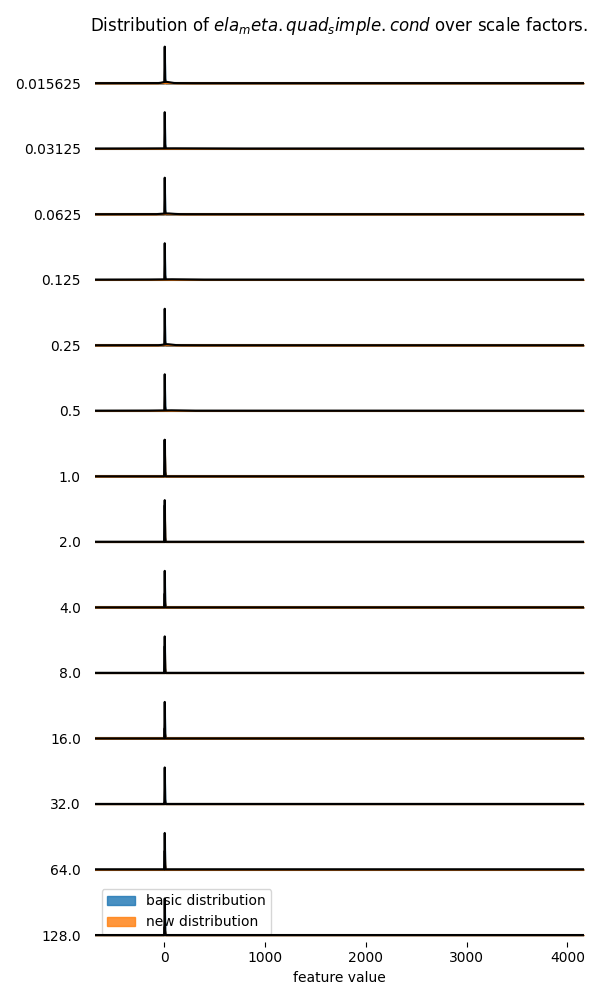 Distribution of ela_meta.quad_simple.cond over scale factors.
0.015625
0.03125
0.0625
0.125
0.25
0.5
1.0
2.0
4.0
8.0
16.0
32.0
64.0
128.0
basic distribution
new distribution
0 1000 2000 3000 4000
feature value